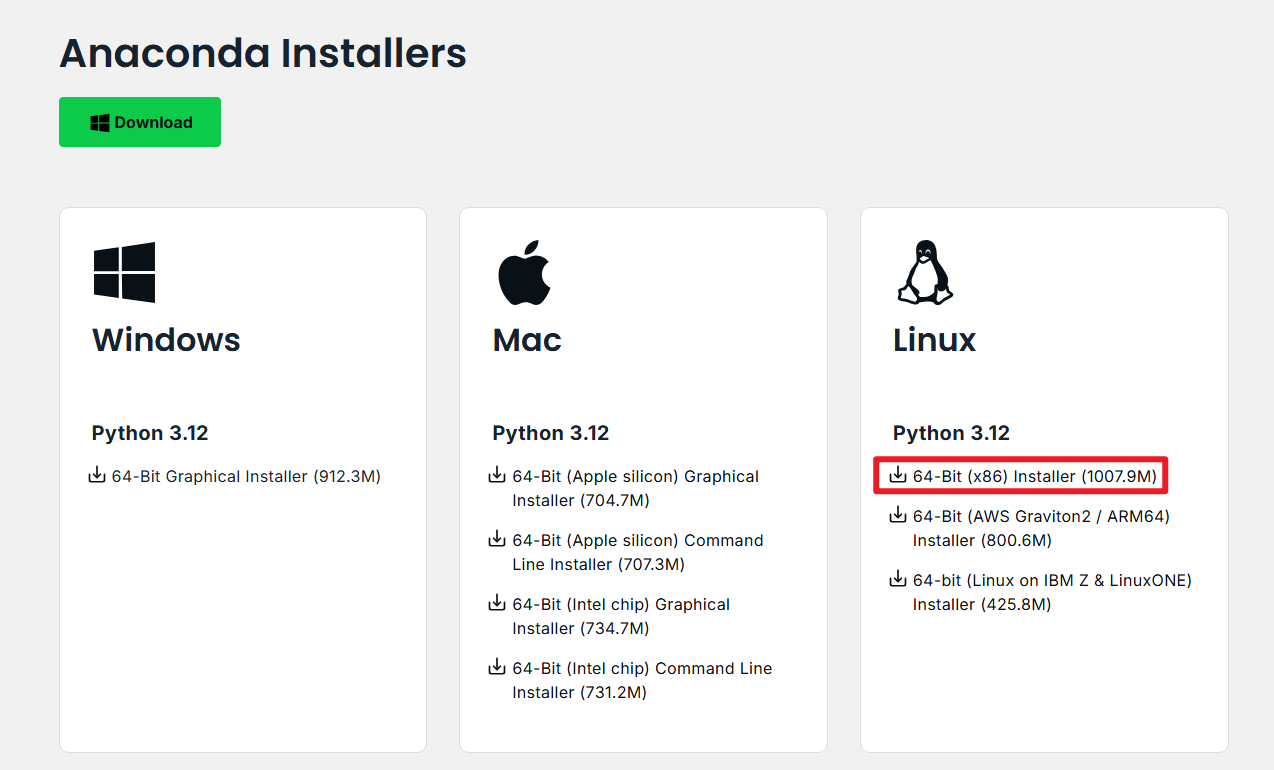 Anaconda Installers
Download
Windows
Python 3.12
64-Bit Graphical Installer (912.3M)
Mac
Python 3.12
64-Bit (Apple silicon) Graphical
Installer (704.7M)
64-Bit (Apple silicon) Command
Line Installer (707.3M)
64-Bit (Intel chip) Graphical
Installer (734.7M)
64-Bit (Intel chip) Command Line
Installer (731.2M)
Linux
Python 3.12
64-Bit (x86) Installer (1007.9M)
64-Bit (AWS Graviton2 / ARM64)
Installer (800.6M)
64-bit (Linux on IBM Z & LinuxONE)
Installer (425.8M)